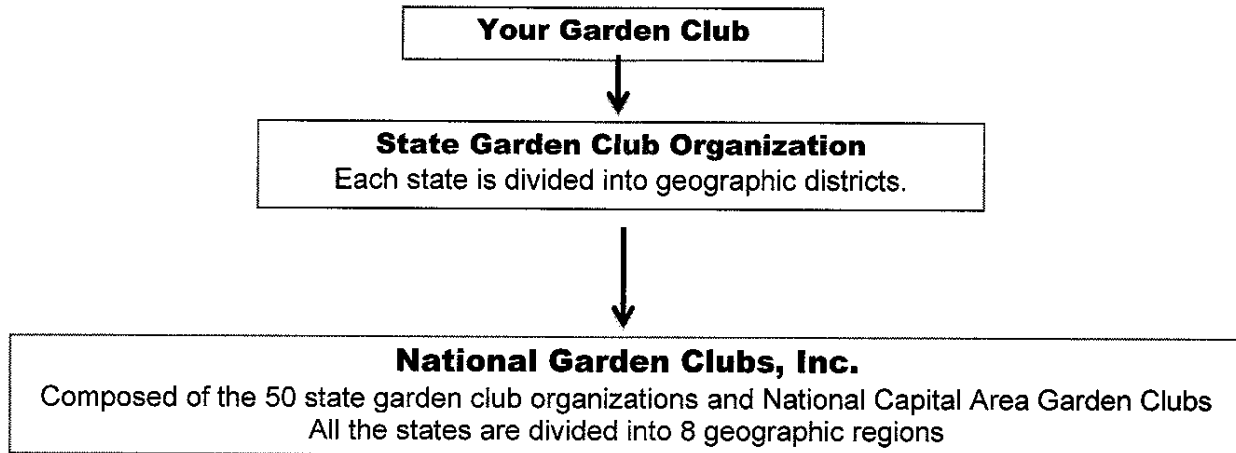 Your Garden Club
State Garden Club Organization
Each state is divided into geographic districts.
National Garden Clubs, Inc.
Composed of the 50 state garden club organizations and National Capital Area Garden Clubs
All the states are divided into 8 geographic regions